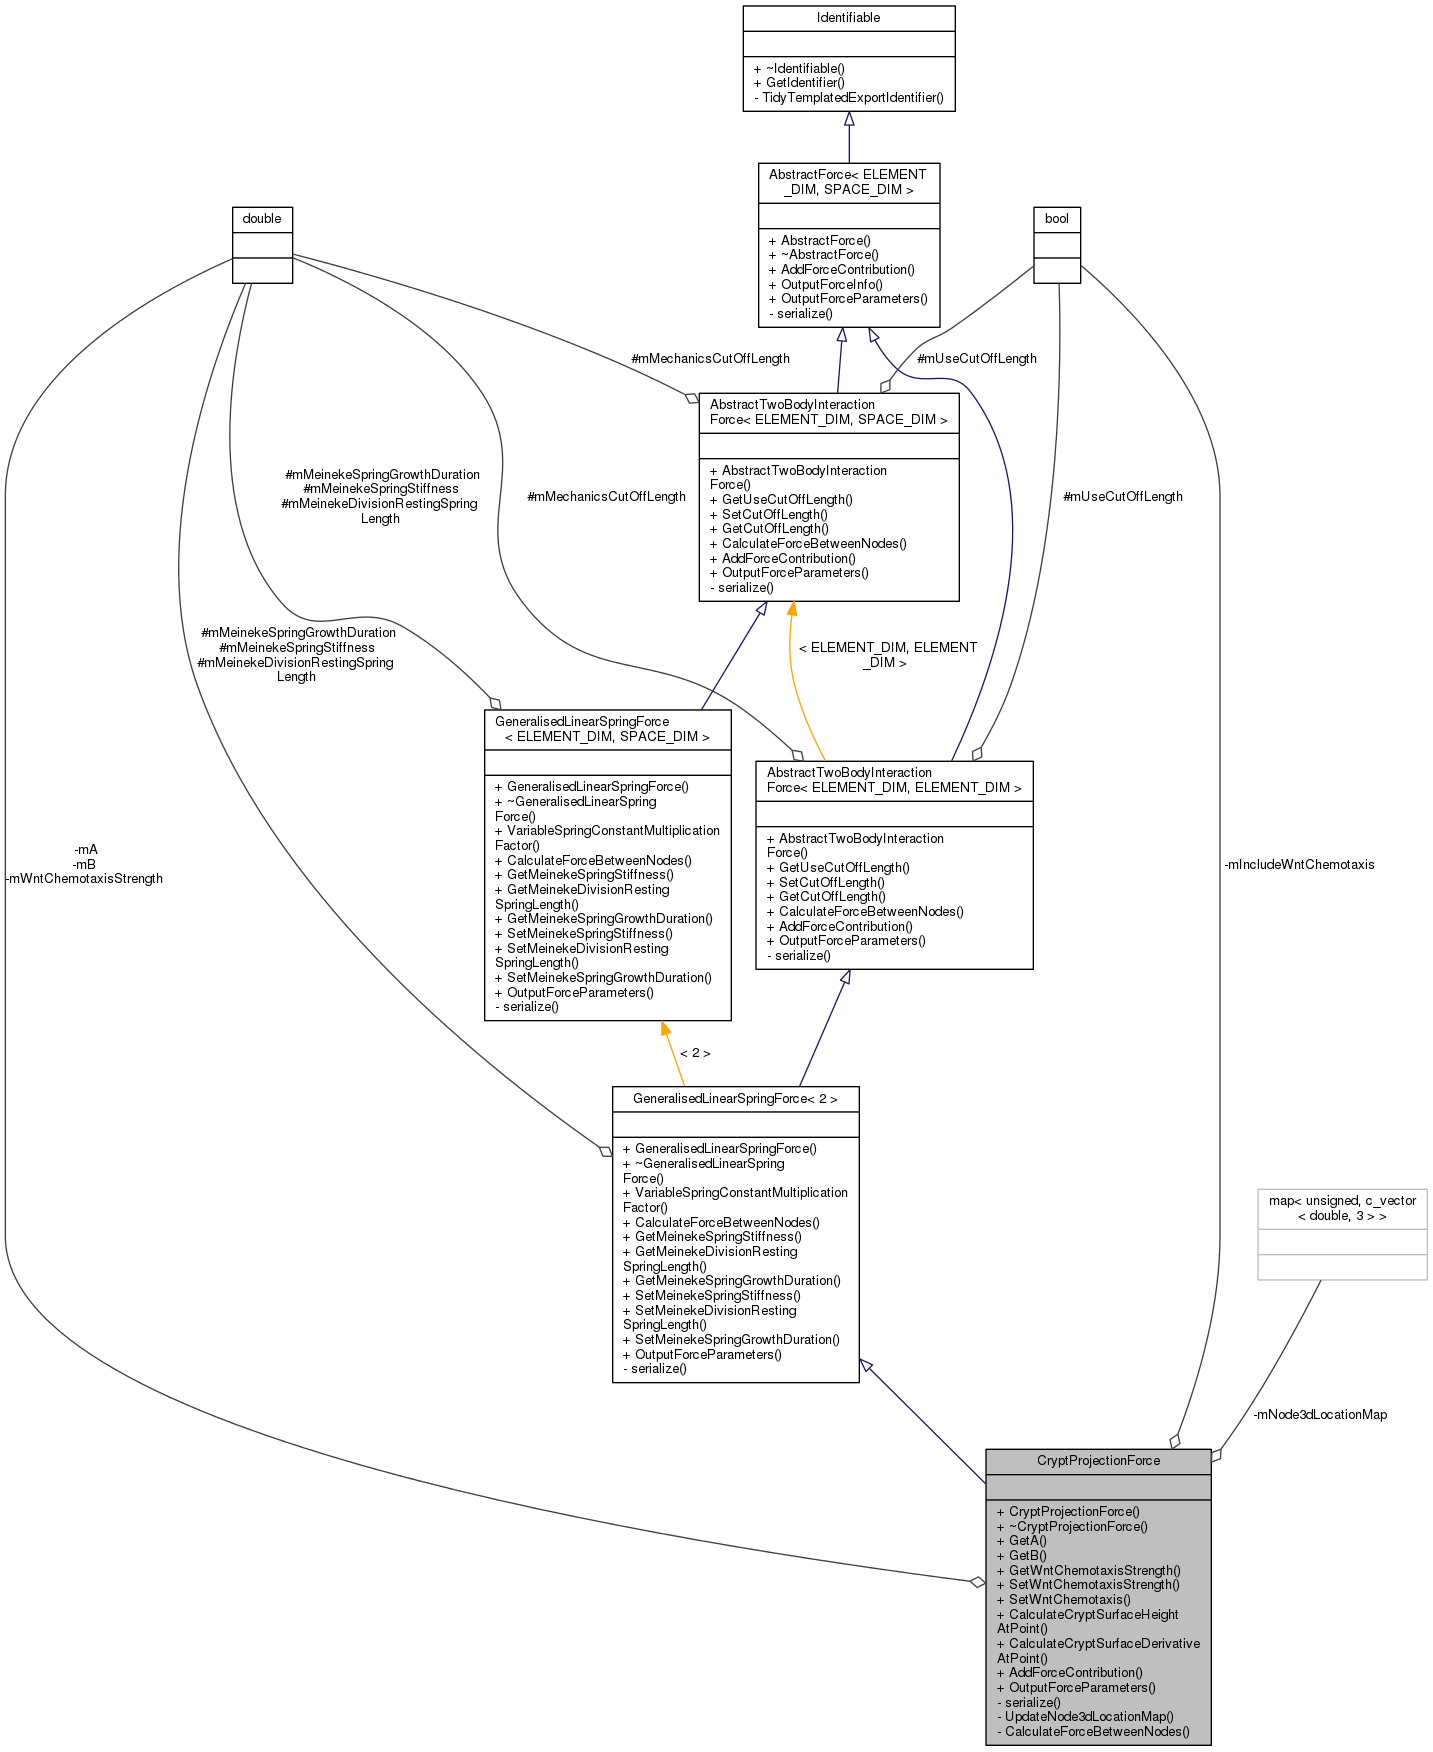 Identifiable
+ ~Identifiable()
+ GetIdentifier()
- TidyTemplatedExportIdentifier()
AbstractForce< ELEMENT
_DIM, SPACE_DIM >
+ AbstractForce()
+ ~AbstractForce()
+ AddForceContribution()
+ OutputForceInfo()
+ OutputForceParameters()
- serialize()
double
bool
#mMechanicsCutOffLength
#mUseCutOffLength
AbstractTwoBodyInteraction
Force< ELEMENT_DIM, SPACE_DIM >
+ AbstractTwoBodyInteraction
Force()
+ GetUseCutOffLength()
+ SetCutOffLength()
+ GetCutOffLength()
+ CalculateForceBetweenNodes()
+ AddForceContribution()
+ OutputForceParameters()
- serialize()
#mMeinekeSpringGrowthDuration
#mMeinekeSpringStiffness
#mMeinekeDivisionRestingSpring
Length
#mMechanicsCutOffLength
#mUseCutOffLength
#mMeinekeSpringGrowthDuration
#mMeinekeSpringStiffness
#mMeinekeDivisionRestingSpring
Length
< ELEMENT_DIM, ELEMENT
_DIM >
GeneralisedLinearSpringForce
< ELEMENT_DIM, SPACE_DIM >
+ GeneralisedLinearSpringForce()
+ ~GeneralisedLinearSpring
Force()
+ VariableSpringConstantMultiplication
Factor()
+ CalculateForceBetweenNodes()
+ GetMeinekeSpringStiffness()
+ GetMeinekeDivisionResting
SpringLength()
+ GetMeinekeSpringGrowthDuration()
+ SetMeinekeSpringStiffness()
+ SetMeinekeDivisionResting
SpringLength()
+ SetMeinekeSpringGrowthDuration()
+ OutputForceParameters()
- serialize()
AbstractTwoBodyInteraction
Force< ELEMENT_DIM, ELEMENT_DIM >
+ AbstractTwoBodyInteraction
Force()
+ GetUseCutOffLength()
+ SetCutOffLength()
+ GetCutOffLength()
+ CalculateForceBetweenNodes()
+ AddForceContribution()
+ OutputForceParameters()
- serialize()
-mA
-mB
-mWntChemotaxisStrength
-mIncludeWntChemotaxis
< 2 >
GeneralisedLinearSpringForce< 2 >
+ GeneralisedLinearSpringForce()
+ ~GeneralisedLinearSpring
Force()
+ VariableSpringConstantMultiplication
Factor()
+ CalculateForceBetweenNodes()
+ GetMeinekeSpringStiffness()
+ GetMeinekeDivisionResting
SpringLength()
+ GetMeinekeSpringGrowthDuration()
+ SetMeinekeSpringStiffness()
+ SetMeinekeDivisionResting
SpringLength()
+ SetMeinekeSpringGrowthDuration()
+ OutputForceParameters()
- serialize()
map< unsigned, c_vector
< double, 3 > >
-mNode3dLocationMap
CryptProjectionForce
+ CryptProjectionForce()
+ ~CryptProjectionForce()
+ GetA()
+ GetB()
+ GetWntChemotaxisStrength()
+ SetWntChemotaxisStrength()
+ SetWntChemotaxis()
+ CalculateCryptSurfaceHeight
AtPoint()
+ CalculateCryptSurfaceDerivative
AtPoint()
+ AddForceContribution()
+ OutputForceParameters()
- serialize()
- UpdateNode3dLocationMap()
- CalculateForceBetweenNodes()